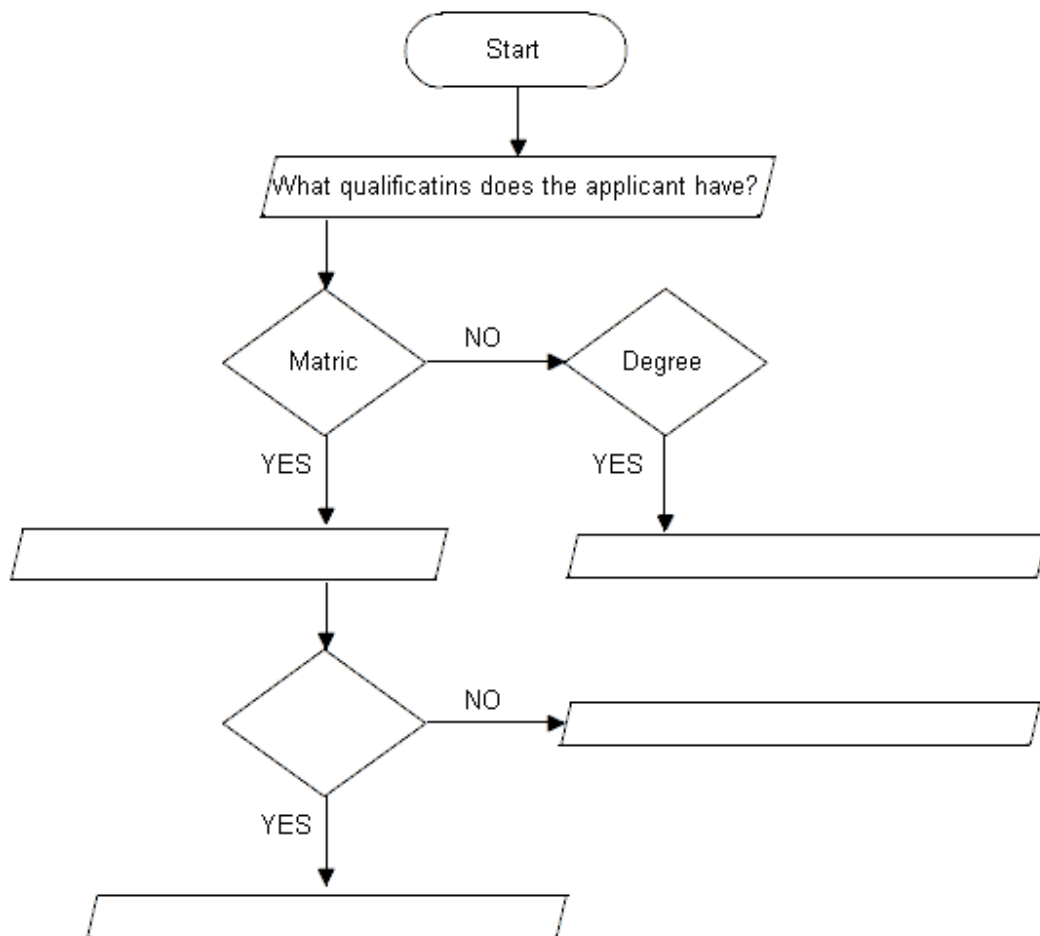 Start
What qualificatins does the applicant have?
Matric
NO
Degree
YES
YES
NO
YES